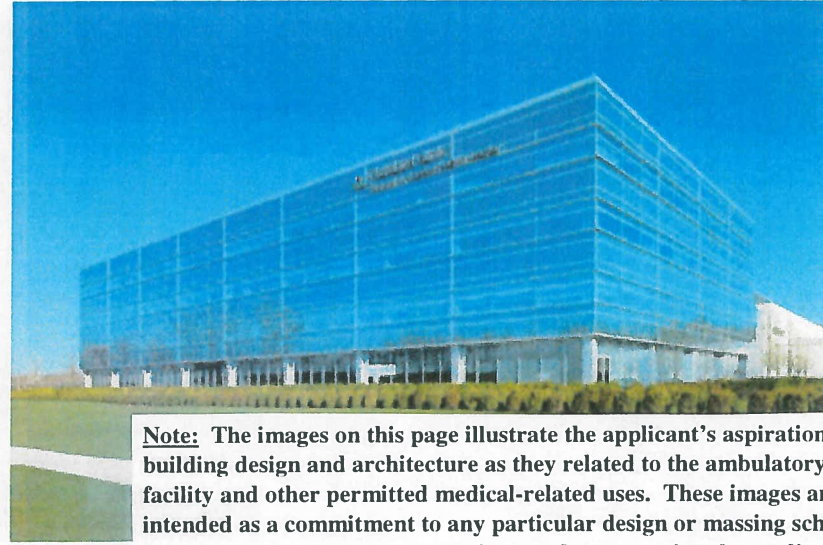 Note: The images on this page illustrate the applicant's aspiration
building design and architecture as they related to the ambulatory
facility and other permitted medical-related uses. These images a
intended as a commitment to any particular design or massing sch